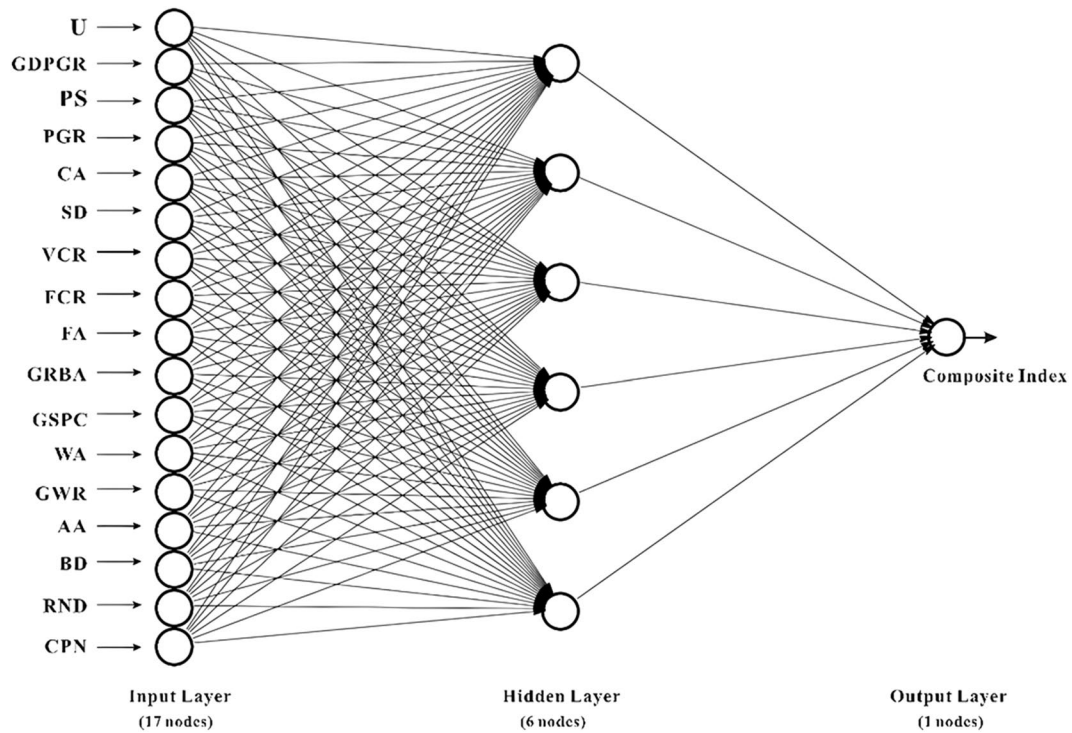 U
GDPGR
PS
PGR
CA
SD
VCR
FCR
FA
GRBA
GSPC
WA
GWR
AA
BD
RND
CPN
Composite Index
Input Layer
(17 nodes)
Hidden Layer
(6 nodes)
Output Layer
(1 nodes)